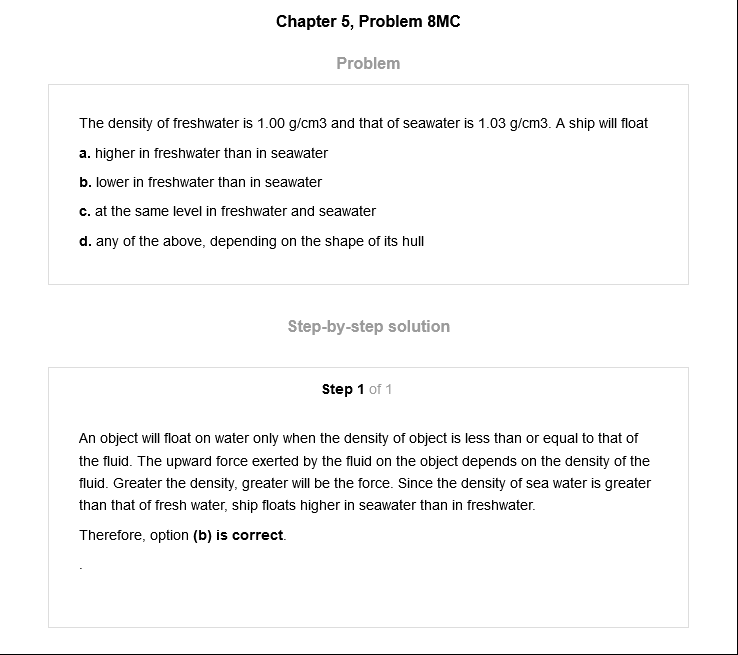 Chapter 5, Problem 8MC
Problem
The density of freshwater is 1.00 g/cm3 and that of seawater is 1.03 g/cm3. A ship will float
a. higher in freshwater than in seawater
b. lower in freshwater than in seawater
c. at the same level in freshwater and seawater
d. any of the above, depending on the shape of its hull
Step-by-step solution
Step 1 of 1
An object will float on water only when the density of object is less than or equal to that of
the fluid. The upward force exerted by the fluid on the object depends on the density of the
fluid. Greater the density, greater will be the force. Since the density of sea water is greater
than that of fresh water, ship floats higher in seawater than in freshwater.
Therefore, option (b) is correct.
.